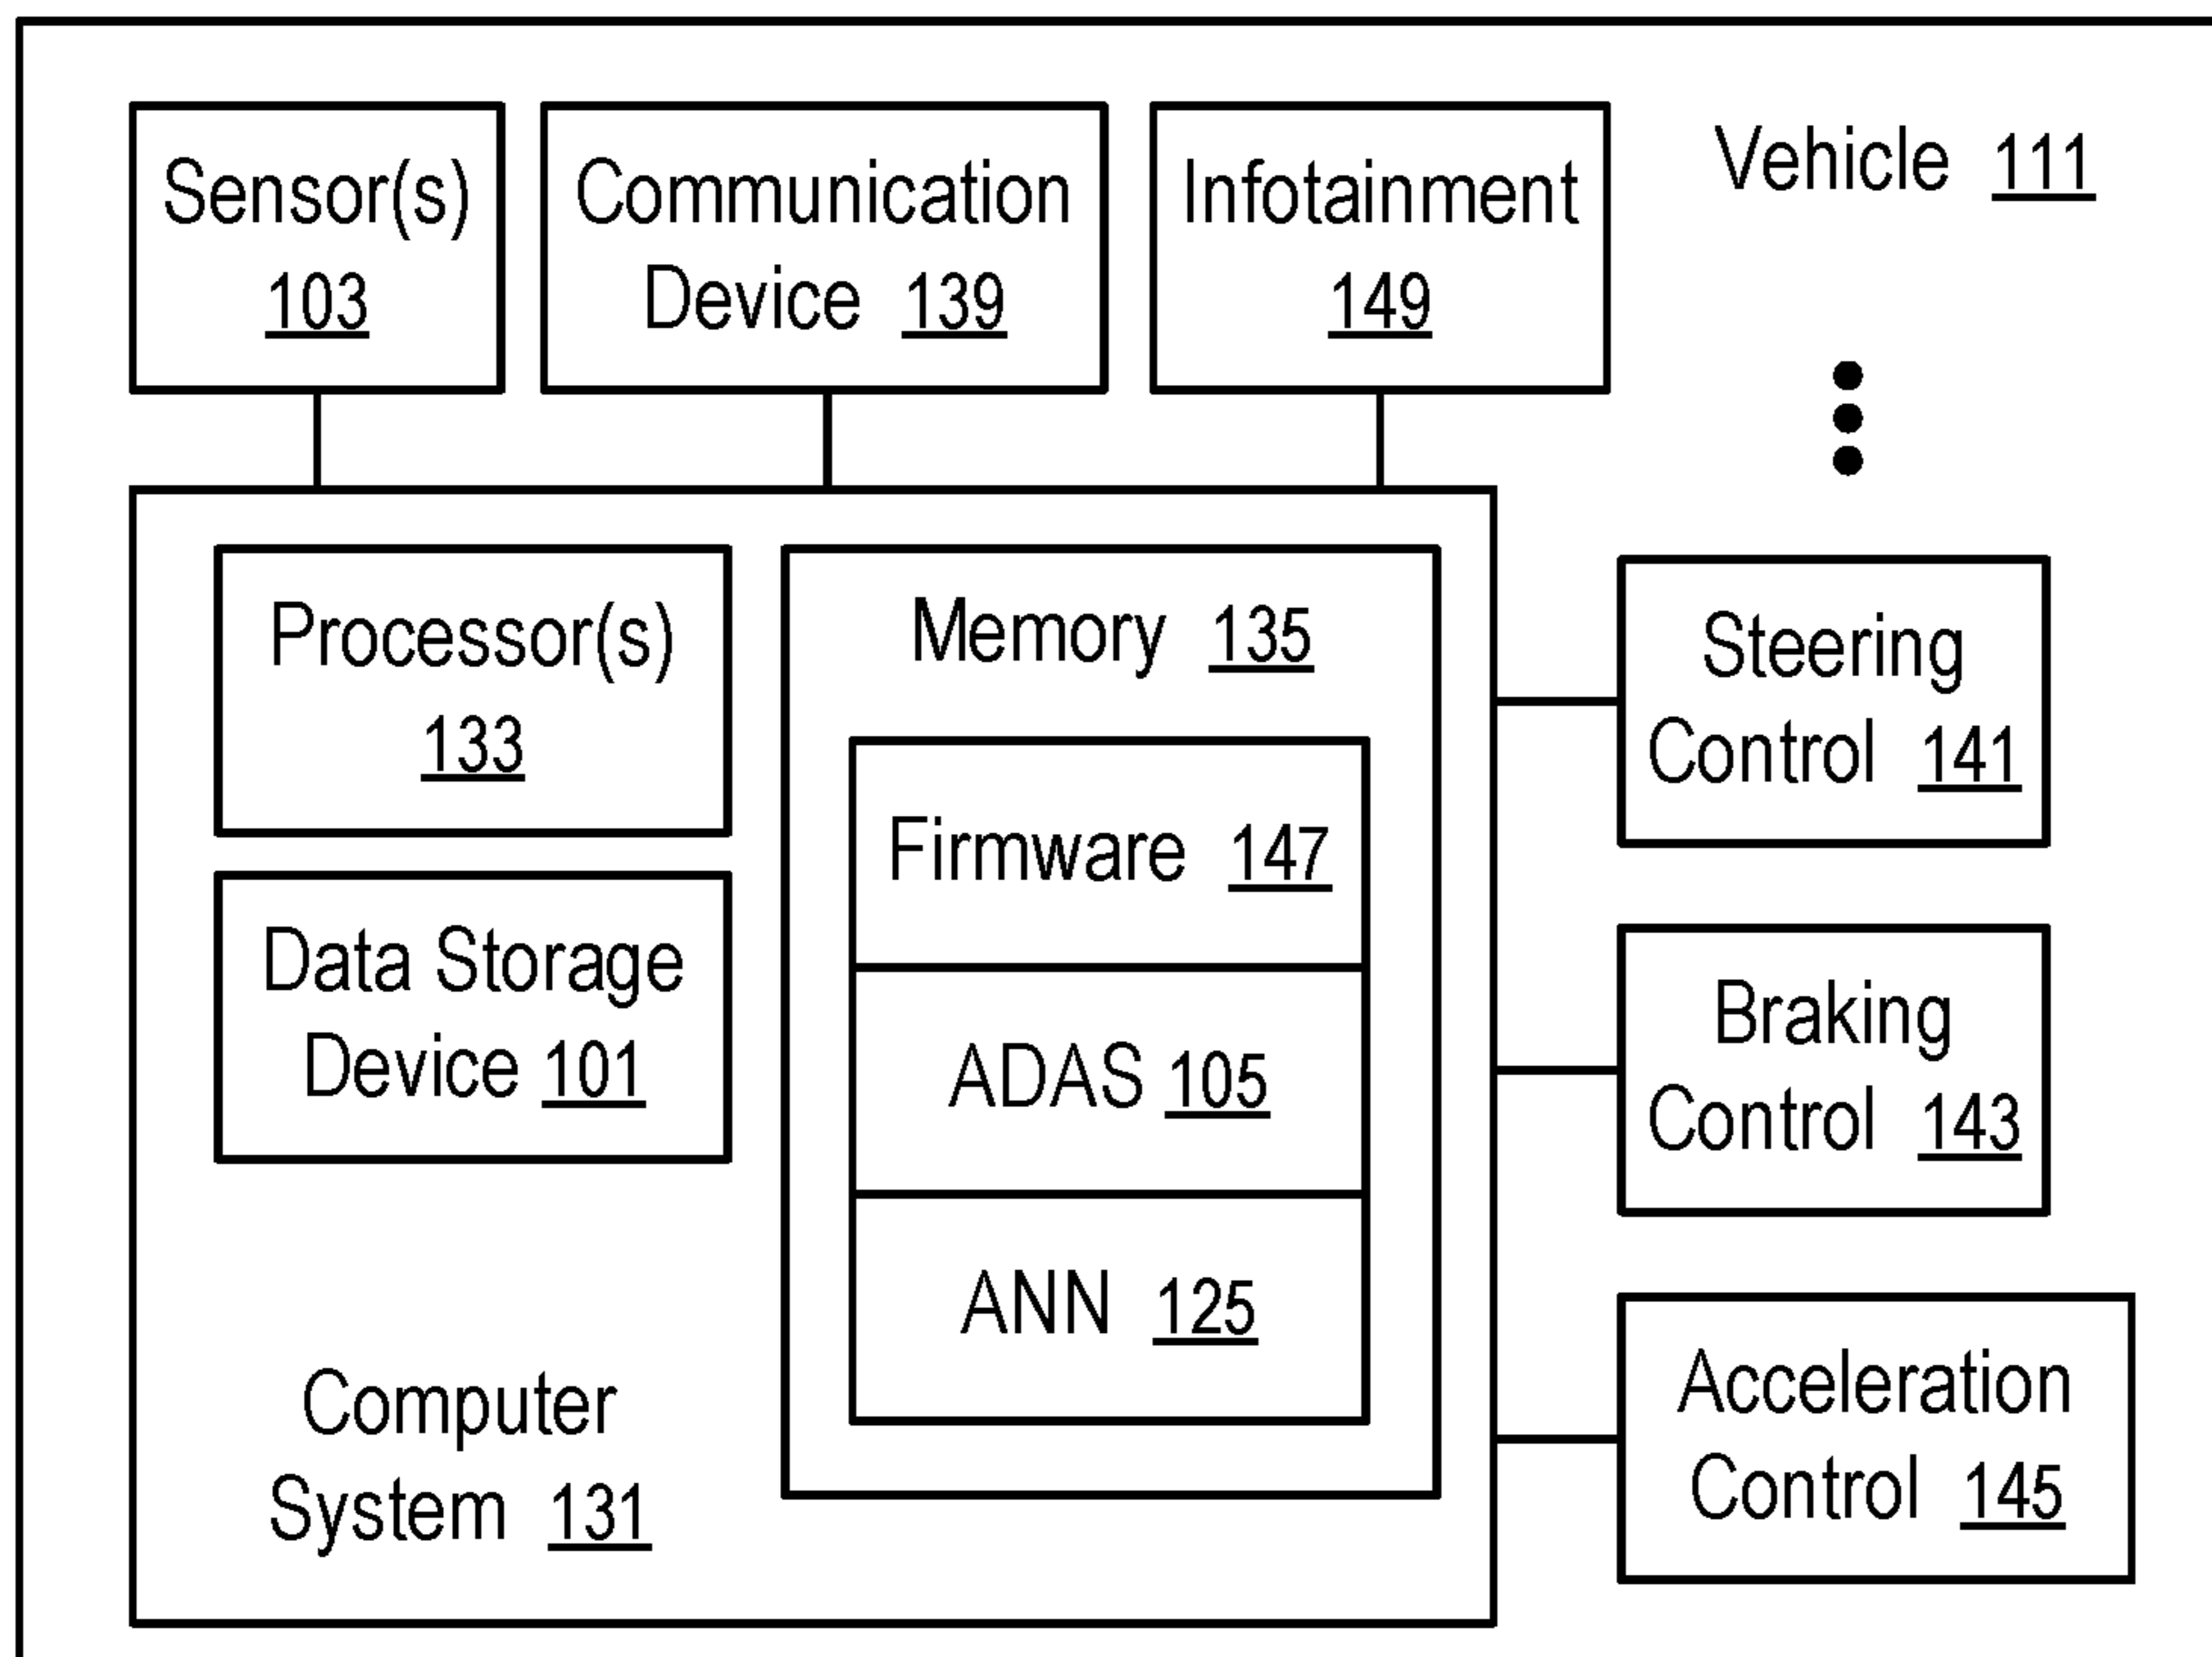 Sensor(s)
103
Communication
Device 139
Infotainment
149
Vehicle 111
Processor(s)
133
Data Storage
Device 101
Computer
System 131
Memory 135
Firmware 147
ADAS 105
ANN 125
Steering
Control 141
Braking
Control 143
Acceleration
Control 145